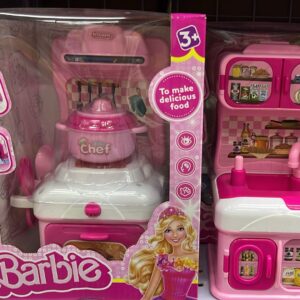 3+
To make
delicious
food
Chef
Barbie